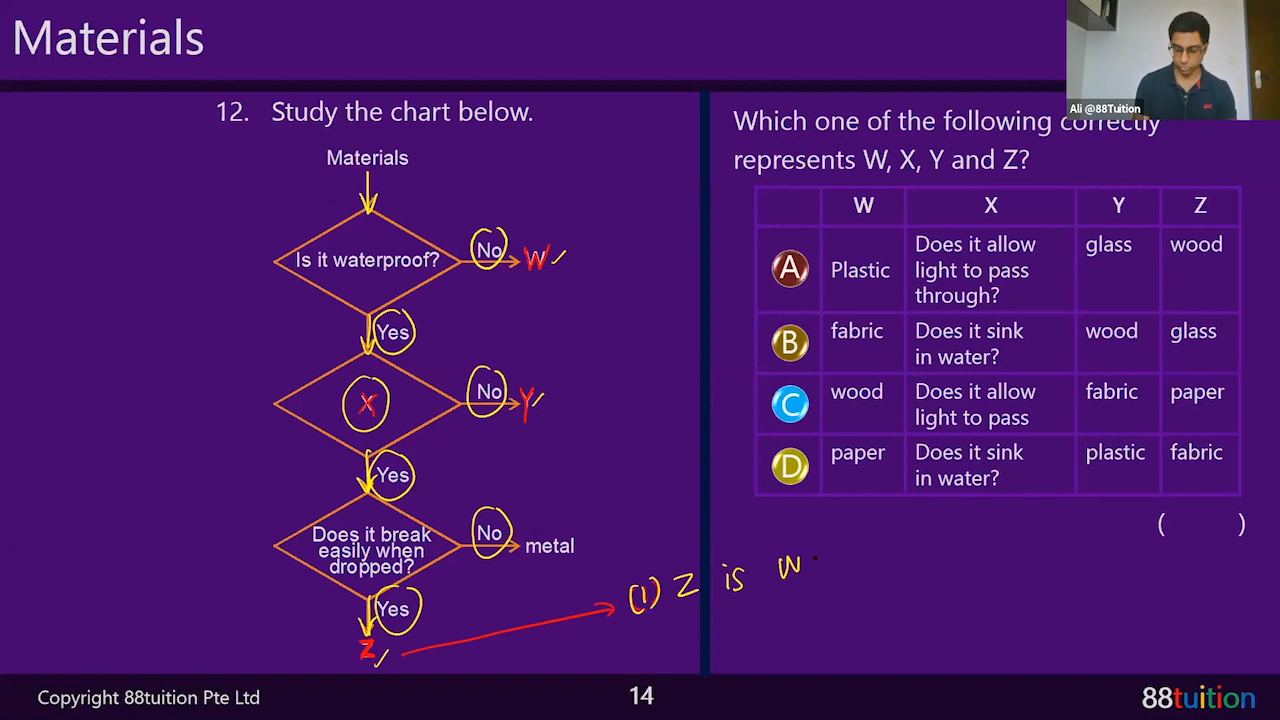 Materials
Ali @88Tuition
12. Study the chart below.
Materials
Is it waterproof?
No
W
Yes
X
No
Y
Yes
Does it break
easily when
dropped?
No
metal
Yes
Z
(1) Z is w
Which one of the following correctly
represents W, X, Y and Z?
W X Y Z
A Plastic Does it allow light to pass through? glass wood
B fabric Does it sink in water? wood glass
C wood Does it allow light to pass fabric paper
D paper Does it sink in water? plastic fabric
( )
Copyright 88tuition Pte Ltd
14
88tuition